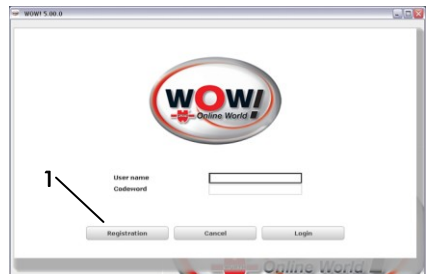 WOW! 5.00.0
WOW!
Online World
User name
Codeword
1
Registration Cancel Login
Online World